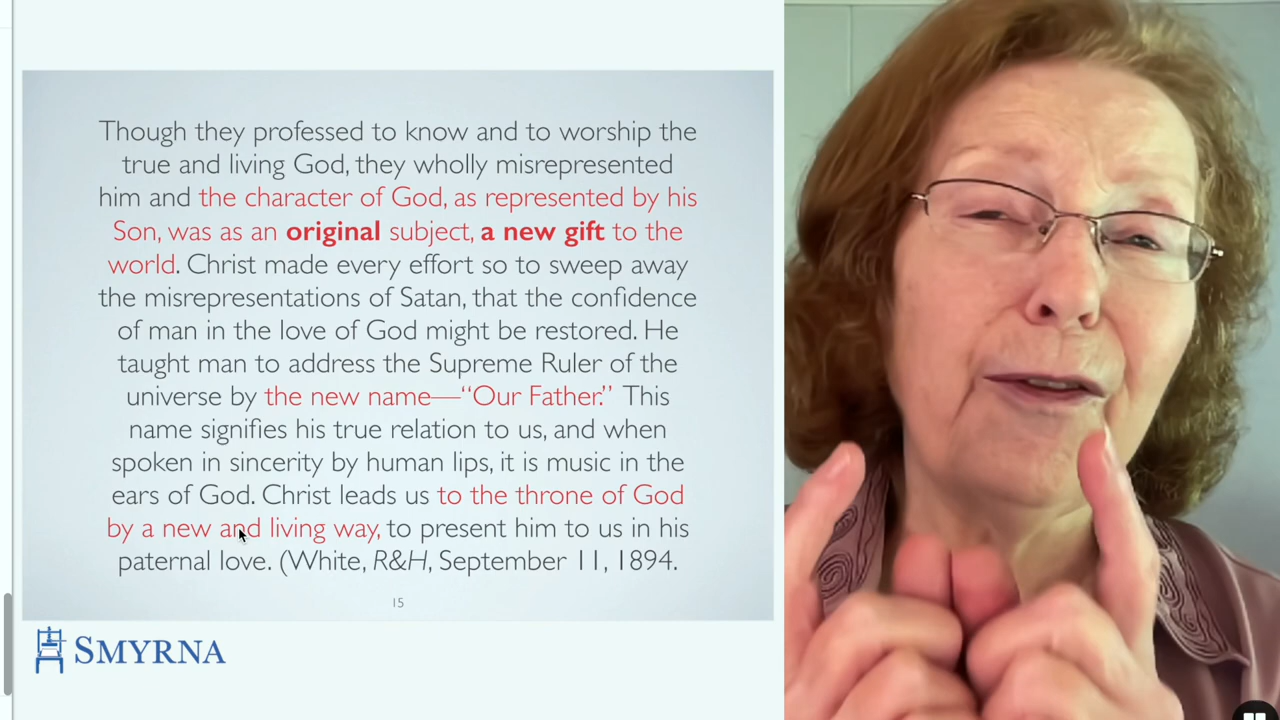 Though they professed to know and to worship the
true and living God, they wholly misrepresented
him and the character of God, as represented by his
Son, was as an original subject, a new gift to the
world. Christ made every effort so to sweep away
the misrepresentations of Satan, that the confidence
of man in the love of God might be restored. He
taught man to address the Supreme Ruler of the
universe by the new name—“Our Father.” This
name signifies his true relation to us, and when
spoken in sincerity by human lips, it is music in the
ears of God. Christ leads us to the throne of God
by a new and living way, to present him to us in his
paternal love. (White, R&H, September 11, 1894.
15
SMYRNA